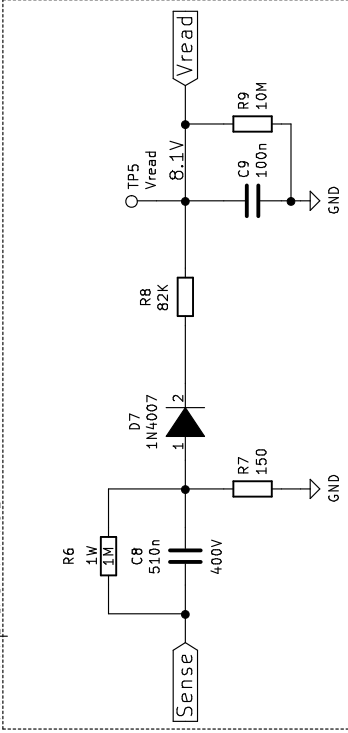 Vread
R9
10M
TP5
Vread
8.1V
C9
100n
GND
R8
82K
D7
1N4007
1
2
R7
150
GND
R6
1W
1M
C8
510n
400V
Sense